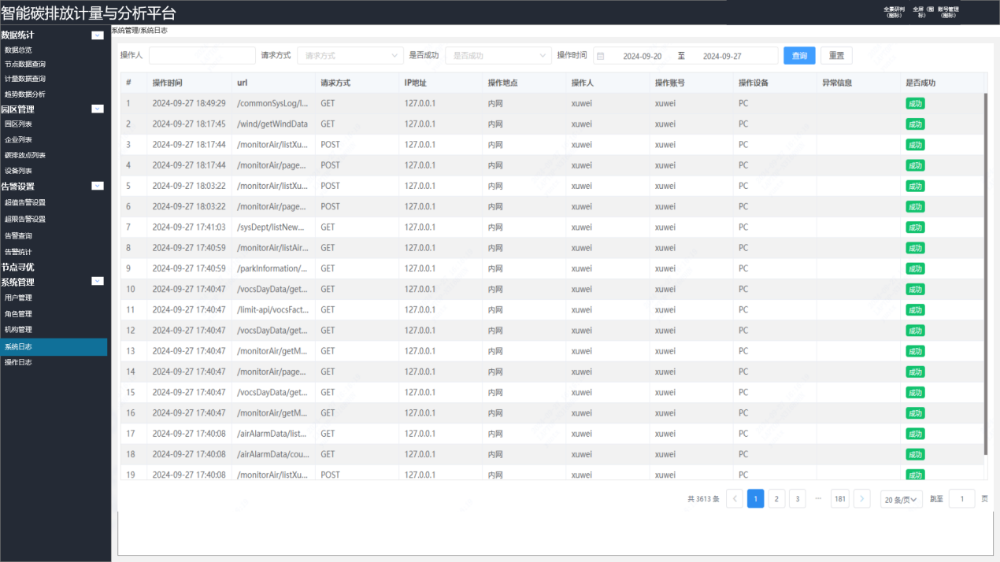 智能碳排放计量与分析平台
全景研判(图标) 全屏(图标) 账号管理(图标)
数据统计
数据总览
节点数据查询
计量数据查询
趋势数据分析
园区管理
园区列表
企业列表
碳排放点列表
设备列表
告警设置
超值告警设置
超限告警设置
告警查询
告警统计
节点寻优
系统管理
用户管理
角色管理
机构管理
系统日志
操作日志
系统管理/系统日志
操作人 请求方式 请求方式 是否成功 是否成功 操作时间 2024-09-20 至 2024-09-27 查询 重置
# 操作时间 url 请求方式 IP地址 操作地点 操作人 操作账号 操作设备 异常信息 是否成功
1 2024-09-27 18:49:29 /commonSysLog/l... GET 127.0.0.1 内网 xuwei xuwei PC 成功
2 2024-09-27 18:17:45 /wind/getWindData GET 127.0.0.1 内网 xuwei xuwei PC 成功
3 2024-09-27 18:17:44 /monitorAir/listXu... POST 127.0.0.1 内网 xuwei xuwei PC 成功
4 2024-09-27 18:17:44 /monitorAir/page... POST 127.0.0.1 内网 xuwei xuwei PC 成功
5 2024-09-27 18:03:22 /monitorAir/listXu... POST 127.0.0.1 内网 xuwei xuwei PC 成功
6 2024-09-27 18:03:22 /monitorAir/page... POST 127.0.0.1 内网 xuwei xuwei PC 成功
7 2024-09-27 17:41:03 /sysDept/listNew... GET 127.0.0.1 内网 xuwei xuwei PC 成功
8 2024-09-27 17:40:59 /monitorAir/listAir... GET 127.0.0.1 内网 xuwei xuwei PC 成功
9 2024-09-27 17:40:59 /parkInformation/... GET 127.0.0.1 内网 xuwei xuwei PC 成功
10 2024-09-27 17:40:47 /vocsDayData/get... GET 127.0.0.1 内网 xuwei xuwei PC 成功
11 2024-09-27 17:40:47 /limit-api/vocsFact... GET 127.0.0.1 内网 xuwei xuwei PC 成功
12 2024-09-27 17:40:47 /vocsDayData/get... GET 127.0.0.1 内网 xuwei xuwei PC 成功
13 2024-09-27 17:40:47 /monitorAir/getM... GET 127.0.0.1 内网 xuwei xuwei PC 成功
14 2024-09-27 17:40:47 /monitorAir/page... GET 127.0.0.1 内网 xuwei xuwei PC 成功
15 2024-09-27 17:40:47 /vocsDayData/get... GET 127.0.0.1 内网 xuwei xuwei PC 成功
16 2024-09-27 17:40:47 /monitorAir/getM... GET 127.0.0.1 内网 xuwei xuwei PC 成功
17 2024-09-27 17:40:08 /airAlarmData/list... GET 127.0.0.1 内网 xuwei xuwei PC 成功
18 2024-09-27 17:40:08 /airAlarmData/cou... GET 127.0.0.1 内网 xuwei xuwei PC 成功
19 2024-09-27 17:40:08 /monitorAir/listXu... POST 127.0.0.1 内网 xuwei xuwei PC 成功
共 3613 条 1 2 3 ··· 181 20 条/页 跳至 1 页